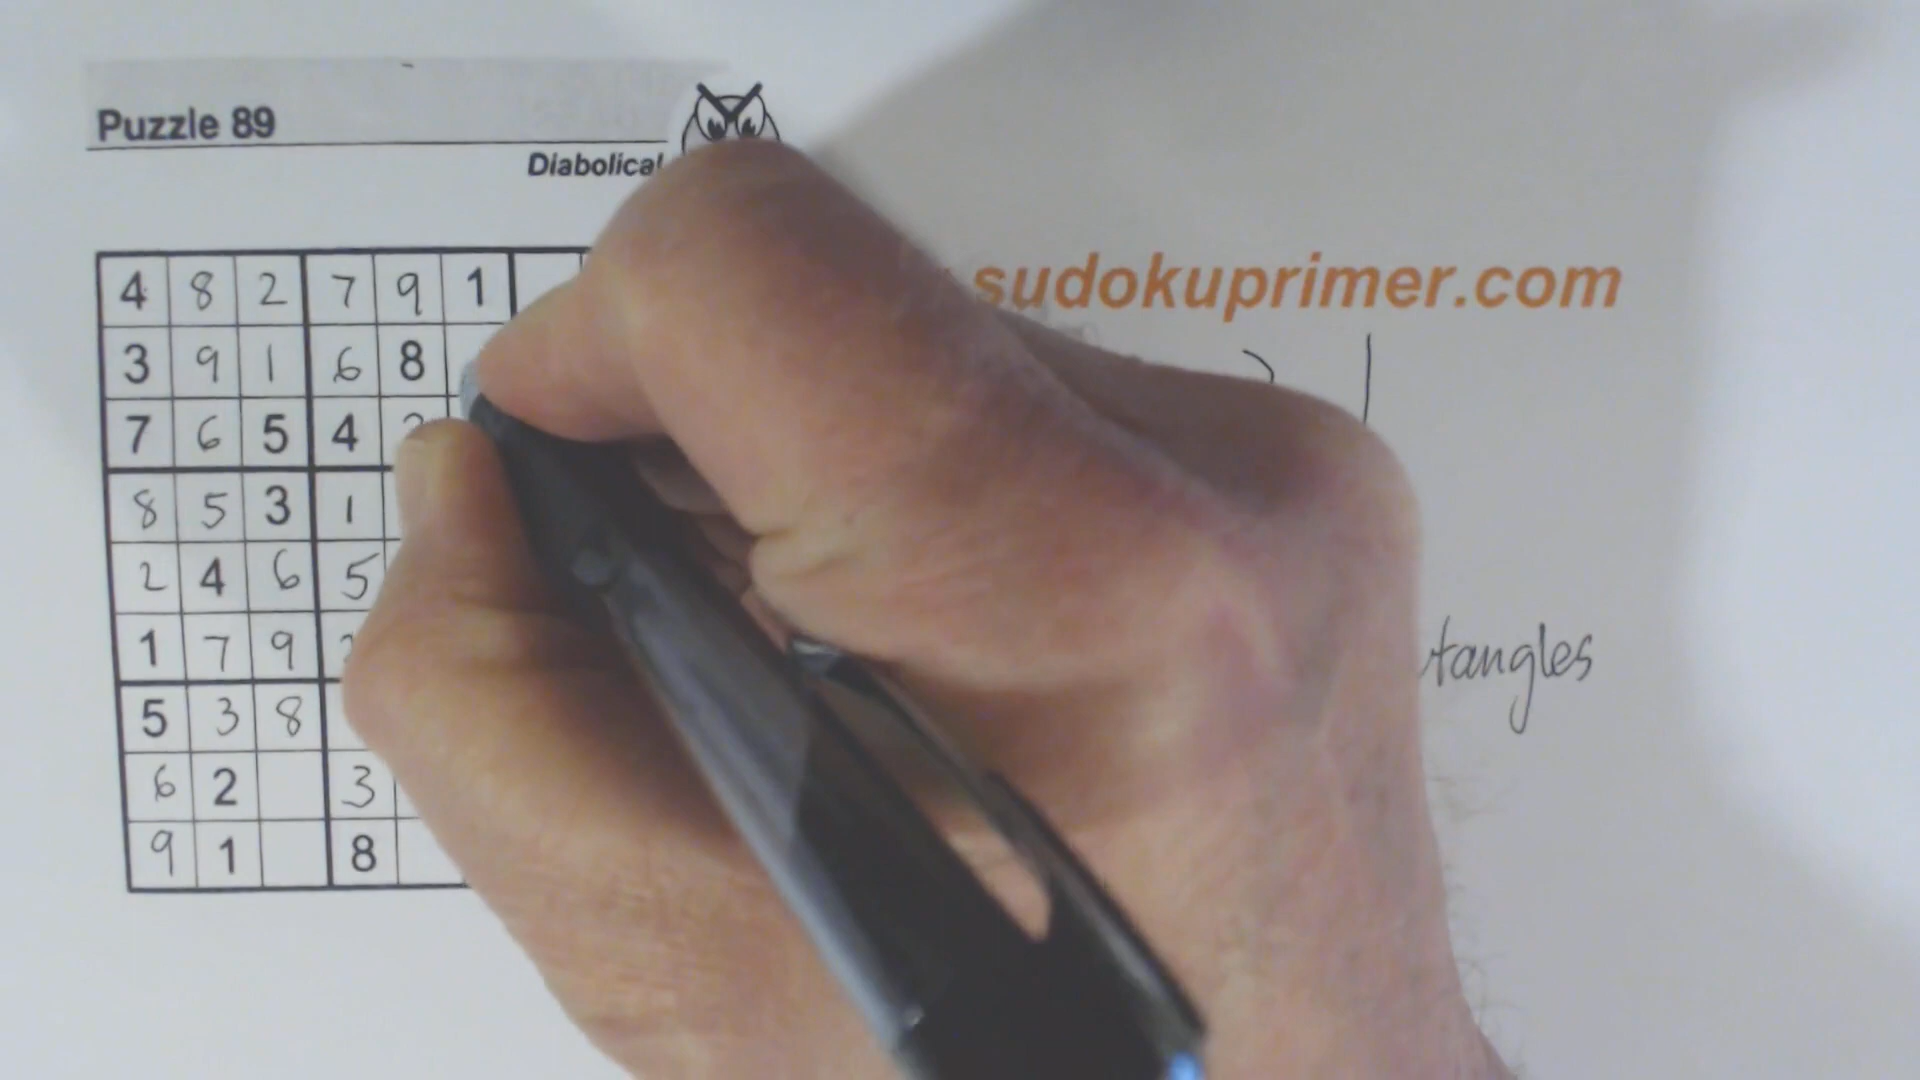 Puzzle 89
Diabolical
sudokuprimer.com
4 8 2 7 9 1
3 9 1 6 8
7 6 5 4
8 5 3 1
2 4 6 5
1 7 9
5 3 8
6 2 3
9 1 8
tangles